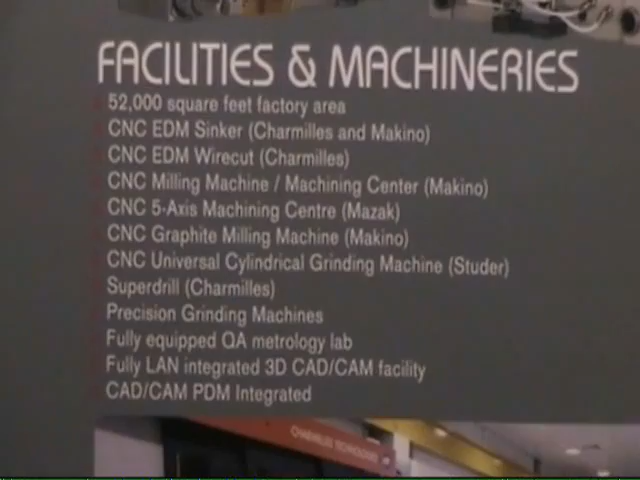 FACILITIES & MACHINERIES
52,000 square feet factory area
CNC EDM Sinker (Charmilles and Makino)
CNC EDM Wirecut (Charmilles)
CNC Milling Machine / Machining Center (Makino)
CNC 5-Axis Machining Centre (Mazak)
CNC Graphite Milling Machine (Makino)
CNC Universal Cylindrical Grinding Machine (Studer)
Superdrill (Charmilles)
Precision Grinding Machines
Fully equipped QA metrology lab
Fully LAN integrated 3D CAD/CAM facility
CAD/CAM PDM Integrated
CHARMILLES TECHNOLOGIES